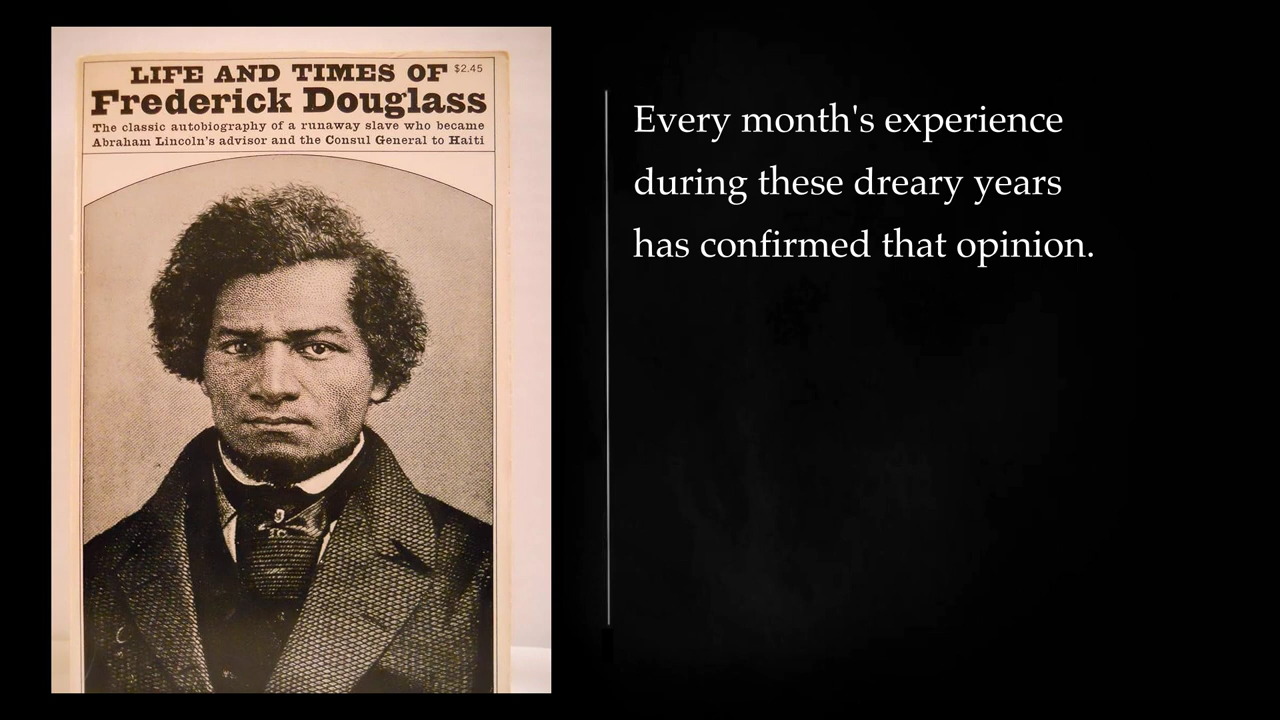 LIFE AND TIMES OF $2.45
Frederick Douglass
The classic autobiography of a runaway slave who became
Abraham Lincoln's advisor and the Consul General to Haiti
Every month's experience
during these dreary years
has confirmed that opinion.